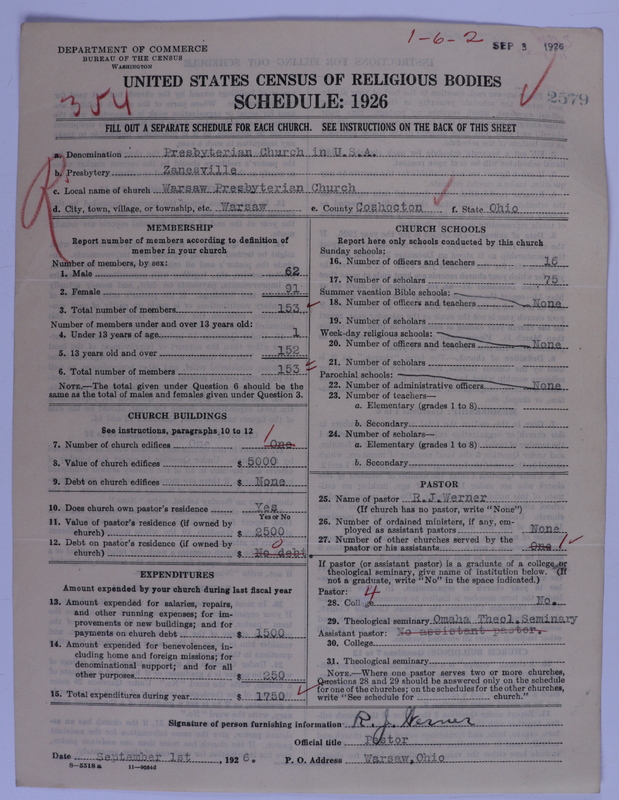 1-6-2 SEP 3 1926
DEPARTMENT OF COMMERCE
BUREAU OF THE CENSUS
WASHINGTON
UNITED STATES CENSUS OF RELIGIOUS BODIES
SCHEDULE: 1926
354
2579
FILL OUT A SEPARATE SCHEDULE FOR EACH CHURCH. SEE INSTRUCTIONS ON THE BACK OF THIS SHEET
R
a. Denomination Presbyterian Church in U.S.A.
b. Presbytery Zanesville
c. Local name of church Warsaw Presbyterian Church
d. City, town, village, or township, etc. Warsaw e. County Coshocton f. State Ohio
MEMBERSHIP
Report number of members according to definition of
member in your church
Number of members, by sex:
1. Male 62
2. Female 91
3. Total number of members 153
Number of members under and over 13 years old:
4. Under 13 years of age 1
5. 13 years old and over 152
6. Total number of members 153
NOTE.—The total given under Question 6 should be
same as the total of males and females given under Question 3.
CHURCH BUILDINGS
See instructions, paragraphs 10 to 12
7. Number of church edifices One One 1
8. Value of church edifices $ 5000
9. Debt on church edifices $ None
10. Does church own pastor's residence Yes
Yes or No
11. Value of pastor's residence (if owned by
church) $ 2500
12. Debt on pastor's residence (if owned by
church) $ No debt. 0
EXPENDITURES
Amount expended by your church during last fiscal year
13. Amount expended for salaries, repairs,
and other running expenses; for im-
provements or new buildings; and for
payments on church debt $ 1500
14. Amount expended for benevolences, in-
cluding home and foreign missions; for
denominational support; and for all
other purposes $ 250
15. Total expenditures during year $ 1750
CHURCH SCHOOLS
Report here only schools conducted by this church
Sunday schools:
16. Number of officers and teachers 16
17. Number of scholars 75
Summer vacation Bible schools:
18. Number of officers and teachers None
19. Number of scholars
Week-day religious schools:
20. Number of officers and teachers None
21. Number of scholars
Parochial schools:
22. Number of administrative officers None
23. Number of teachers—
a. Elementary (grades 1 to 8)
b. Secondary
24. Number of scholars—
a. Elementary (grades 1 to 8)
b. Secondary
PASTOR
25. Name of pastor R.J.Werner
(If church has no pastor, write "None")
26. Number of ordained ministers, if any, em-
ployed as assistant pastors None
27. Number of other churches served by the
pastor or his assistants One 1
If pastor (or assistant pastor) is a graduate of a college or
theological seminary, give name of institution below. (If
not a graduate, write "No" in the space indicated.)
Pastor: 4
28. College No.
29. Theological seminary Omaha Theol.Seminary
Assistant pastor: No assistant pastor.
30. College
31. Theological seminary
NOTE.—Where one pastor serves two or more churches,
Questions 28 and 29 should be answered only on the schedule
for one of the churches; on the schedules for the other churches,
write "See schedule for church."
Signature of person furnishing information R. J. Werner
Official title Pastor
Date September 1st, 1926. P. O. Address Warsaw,Ohio